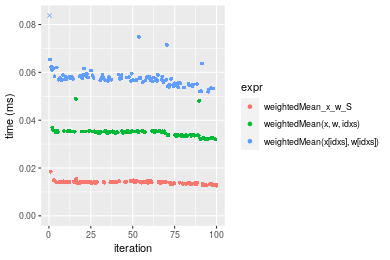 0.08
0.06
0.04
0.02
0.00
time (ms)
0
25
50
75
100
iteration
expr
weightedMean_x_w_S
weightedMean(x, w, idxs)
weightedMean(x[idxs], w[idxs])